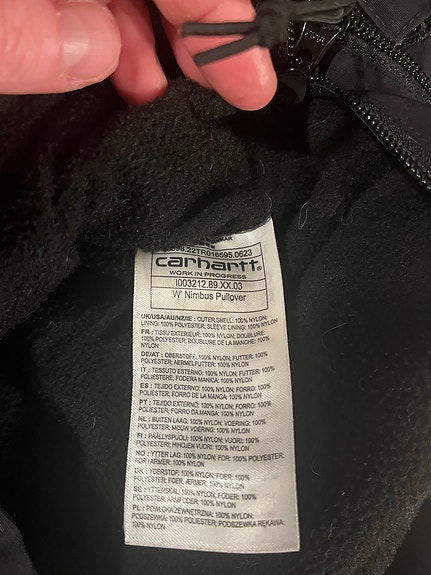 carhartt
WORK IN PROGRESS
I003212.89.XX.03
W' Nimbus Pullover
UK/USA/AU/NZ/IE : OUTER SHELL: 100% NYLON;
LINING: 100% POLYESTER; SLEEVE LINING: 100% NYLON
FR : TISSU EXTERIEUR: 100% NYLON; DOUBLURE:
100% POLYESTER; DOUBLURE DE LA MANCHE: 100%
NYLON
DE/AT : OBERSTOFF: 100% NYLON; FUTTER: 100%
POLYESTER; AERMELFUTTER: 100% NYLON
IT : TESSUTO ESTERNO: 100% NYLON; FODERA: 100%
POLIESTERE; FODERA MANICA: 100% NYLON
ES : TEJIDO EXTERNO: 100% NYLON; FORRO: 100%
POLIESTER; FORRO DE LA MANGA: 100% NYLON
PT : TEJIDO EXTERNO: 100% NYLON; FORRO: 100%
POLIESTER; FORRO DA MANGA: 100% NYLON
NL : BUITEN LAAG: 100% NYLON; VOERING: 100%
POLYESTER; MOUW VOERING: 100% NYLON
FI : PÄÄLLYSPUOLI: 100% NYLON; VUORI: 100%
POLYESTERI; HIHOJEN VUORI: 100% NYLON
NO : YTTER LAG: 100% NYLON; FOR: 100% POLYESTER;
FÔR ARMER: 100% NYLON
DK : YDERSTOF: 100% NYLON; FOER: 100%
POLYESTER; FOER, ÆRMER: 100% NYLON
SE : YTTERSKAL: 100% NYLON; FODER: 100%
POLYESTER; ÄRMFODER: 100% NYLON
PL : POWŁOKA ZEWNĘTRZNA: 100% NYLON;
PODSZEWKA: 100% POLIESTER; PODSZEWKA RĘKAWA:
100% NYLON